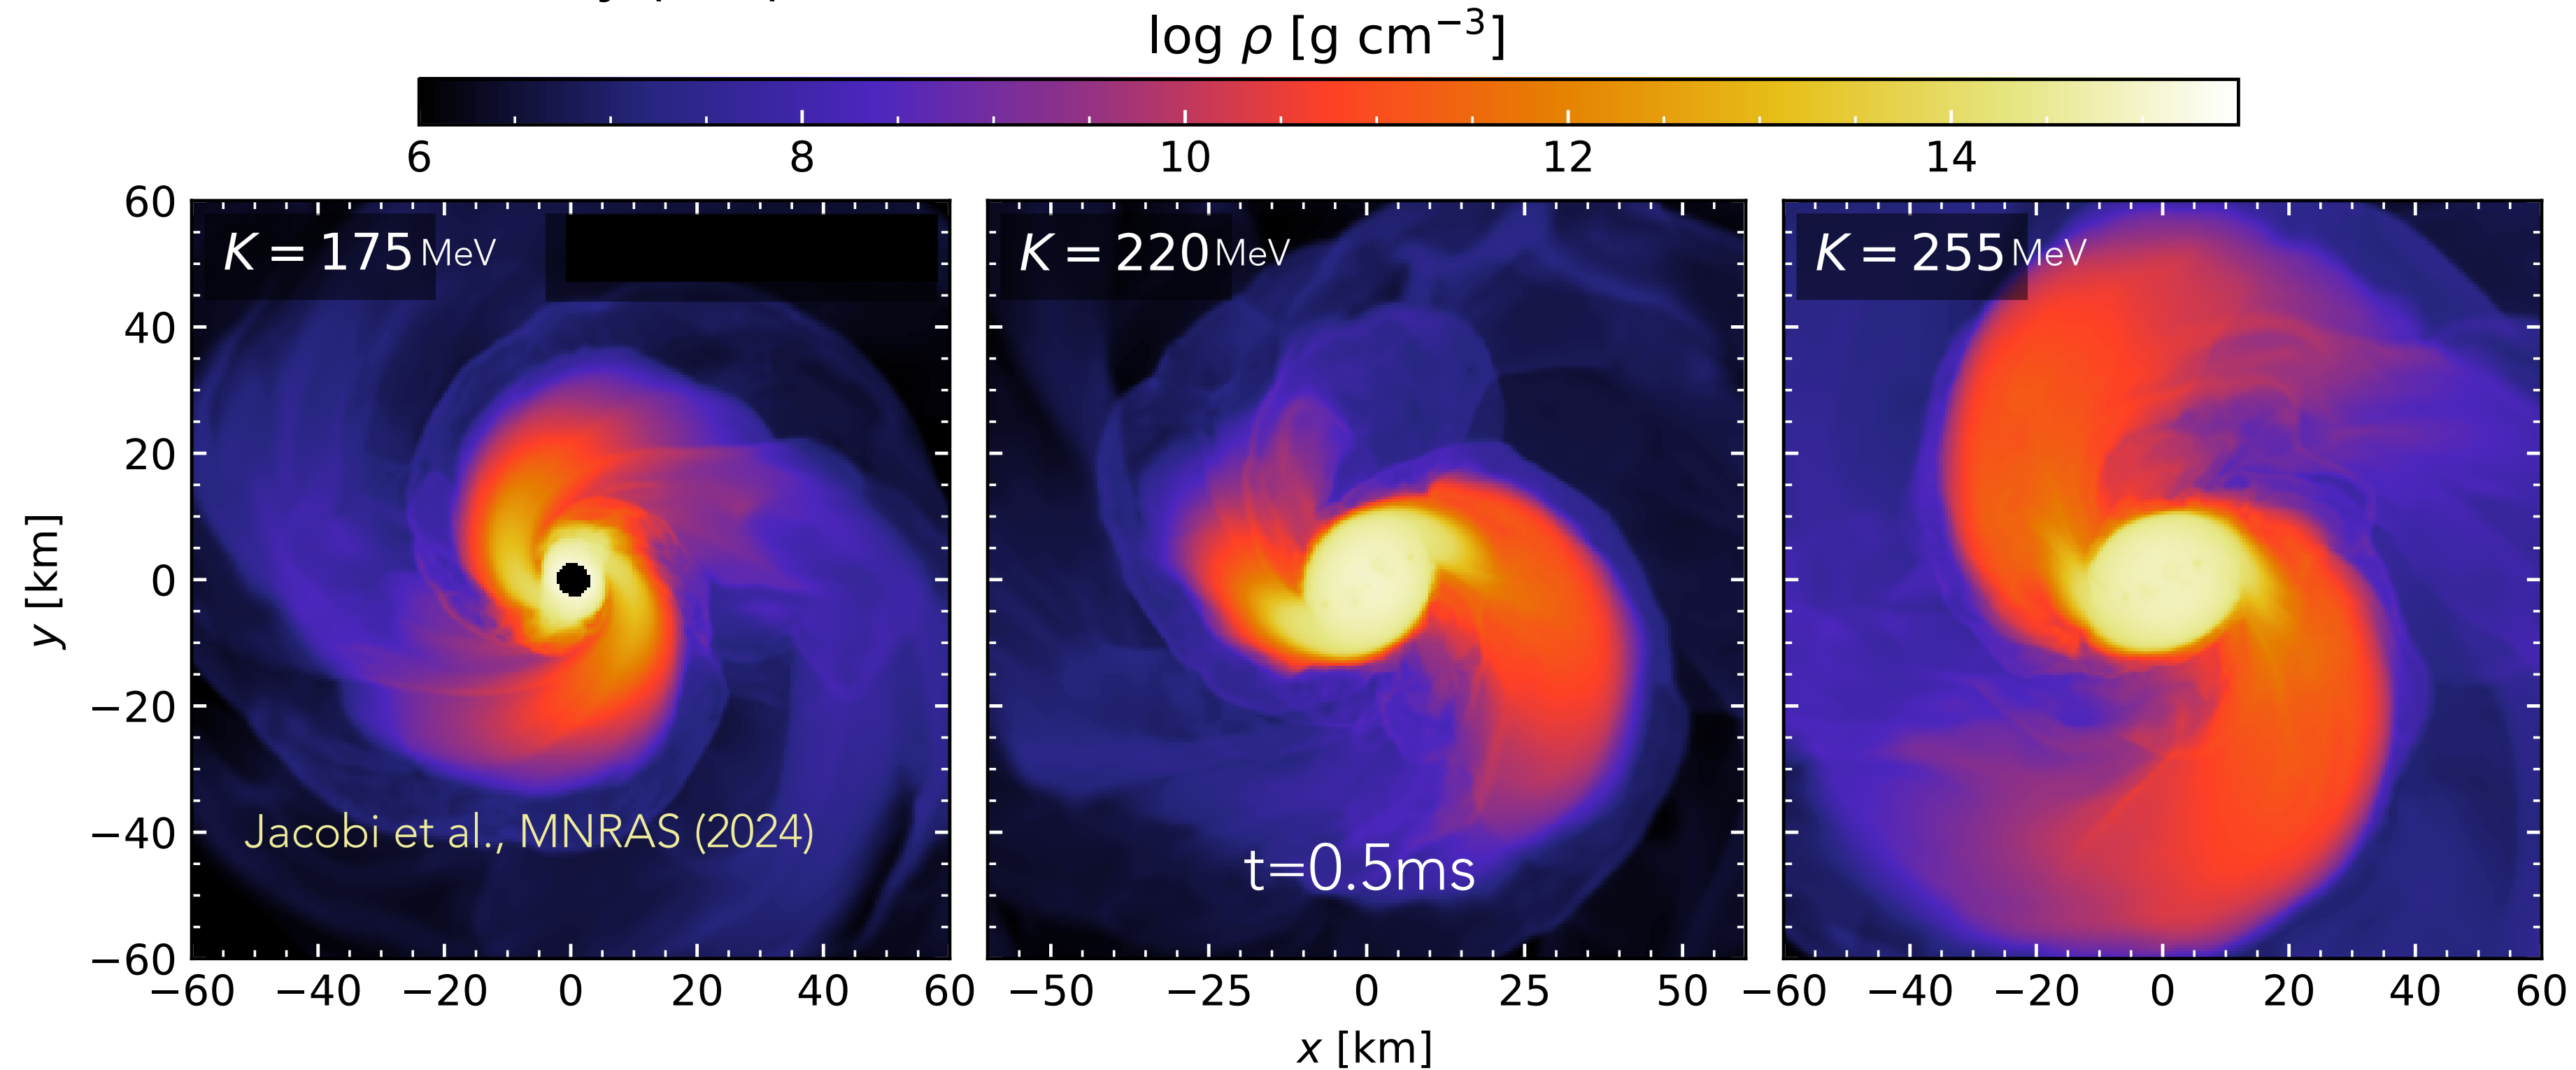 log ρ [g cm⁻³]
6 8 10 12 14
60
40
20
0
−20
−40
−60
y [km]
K = 175 MeV
K = 220 MeV
K = 255 MeV
Jacobi et al., MNRAS (2024)
t=0.5ms
−60 −40 −20 0 20 40 60
−50 −25 0 25 50
−60 −40 −20 0 20 40 60
x [km]